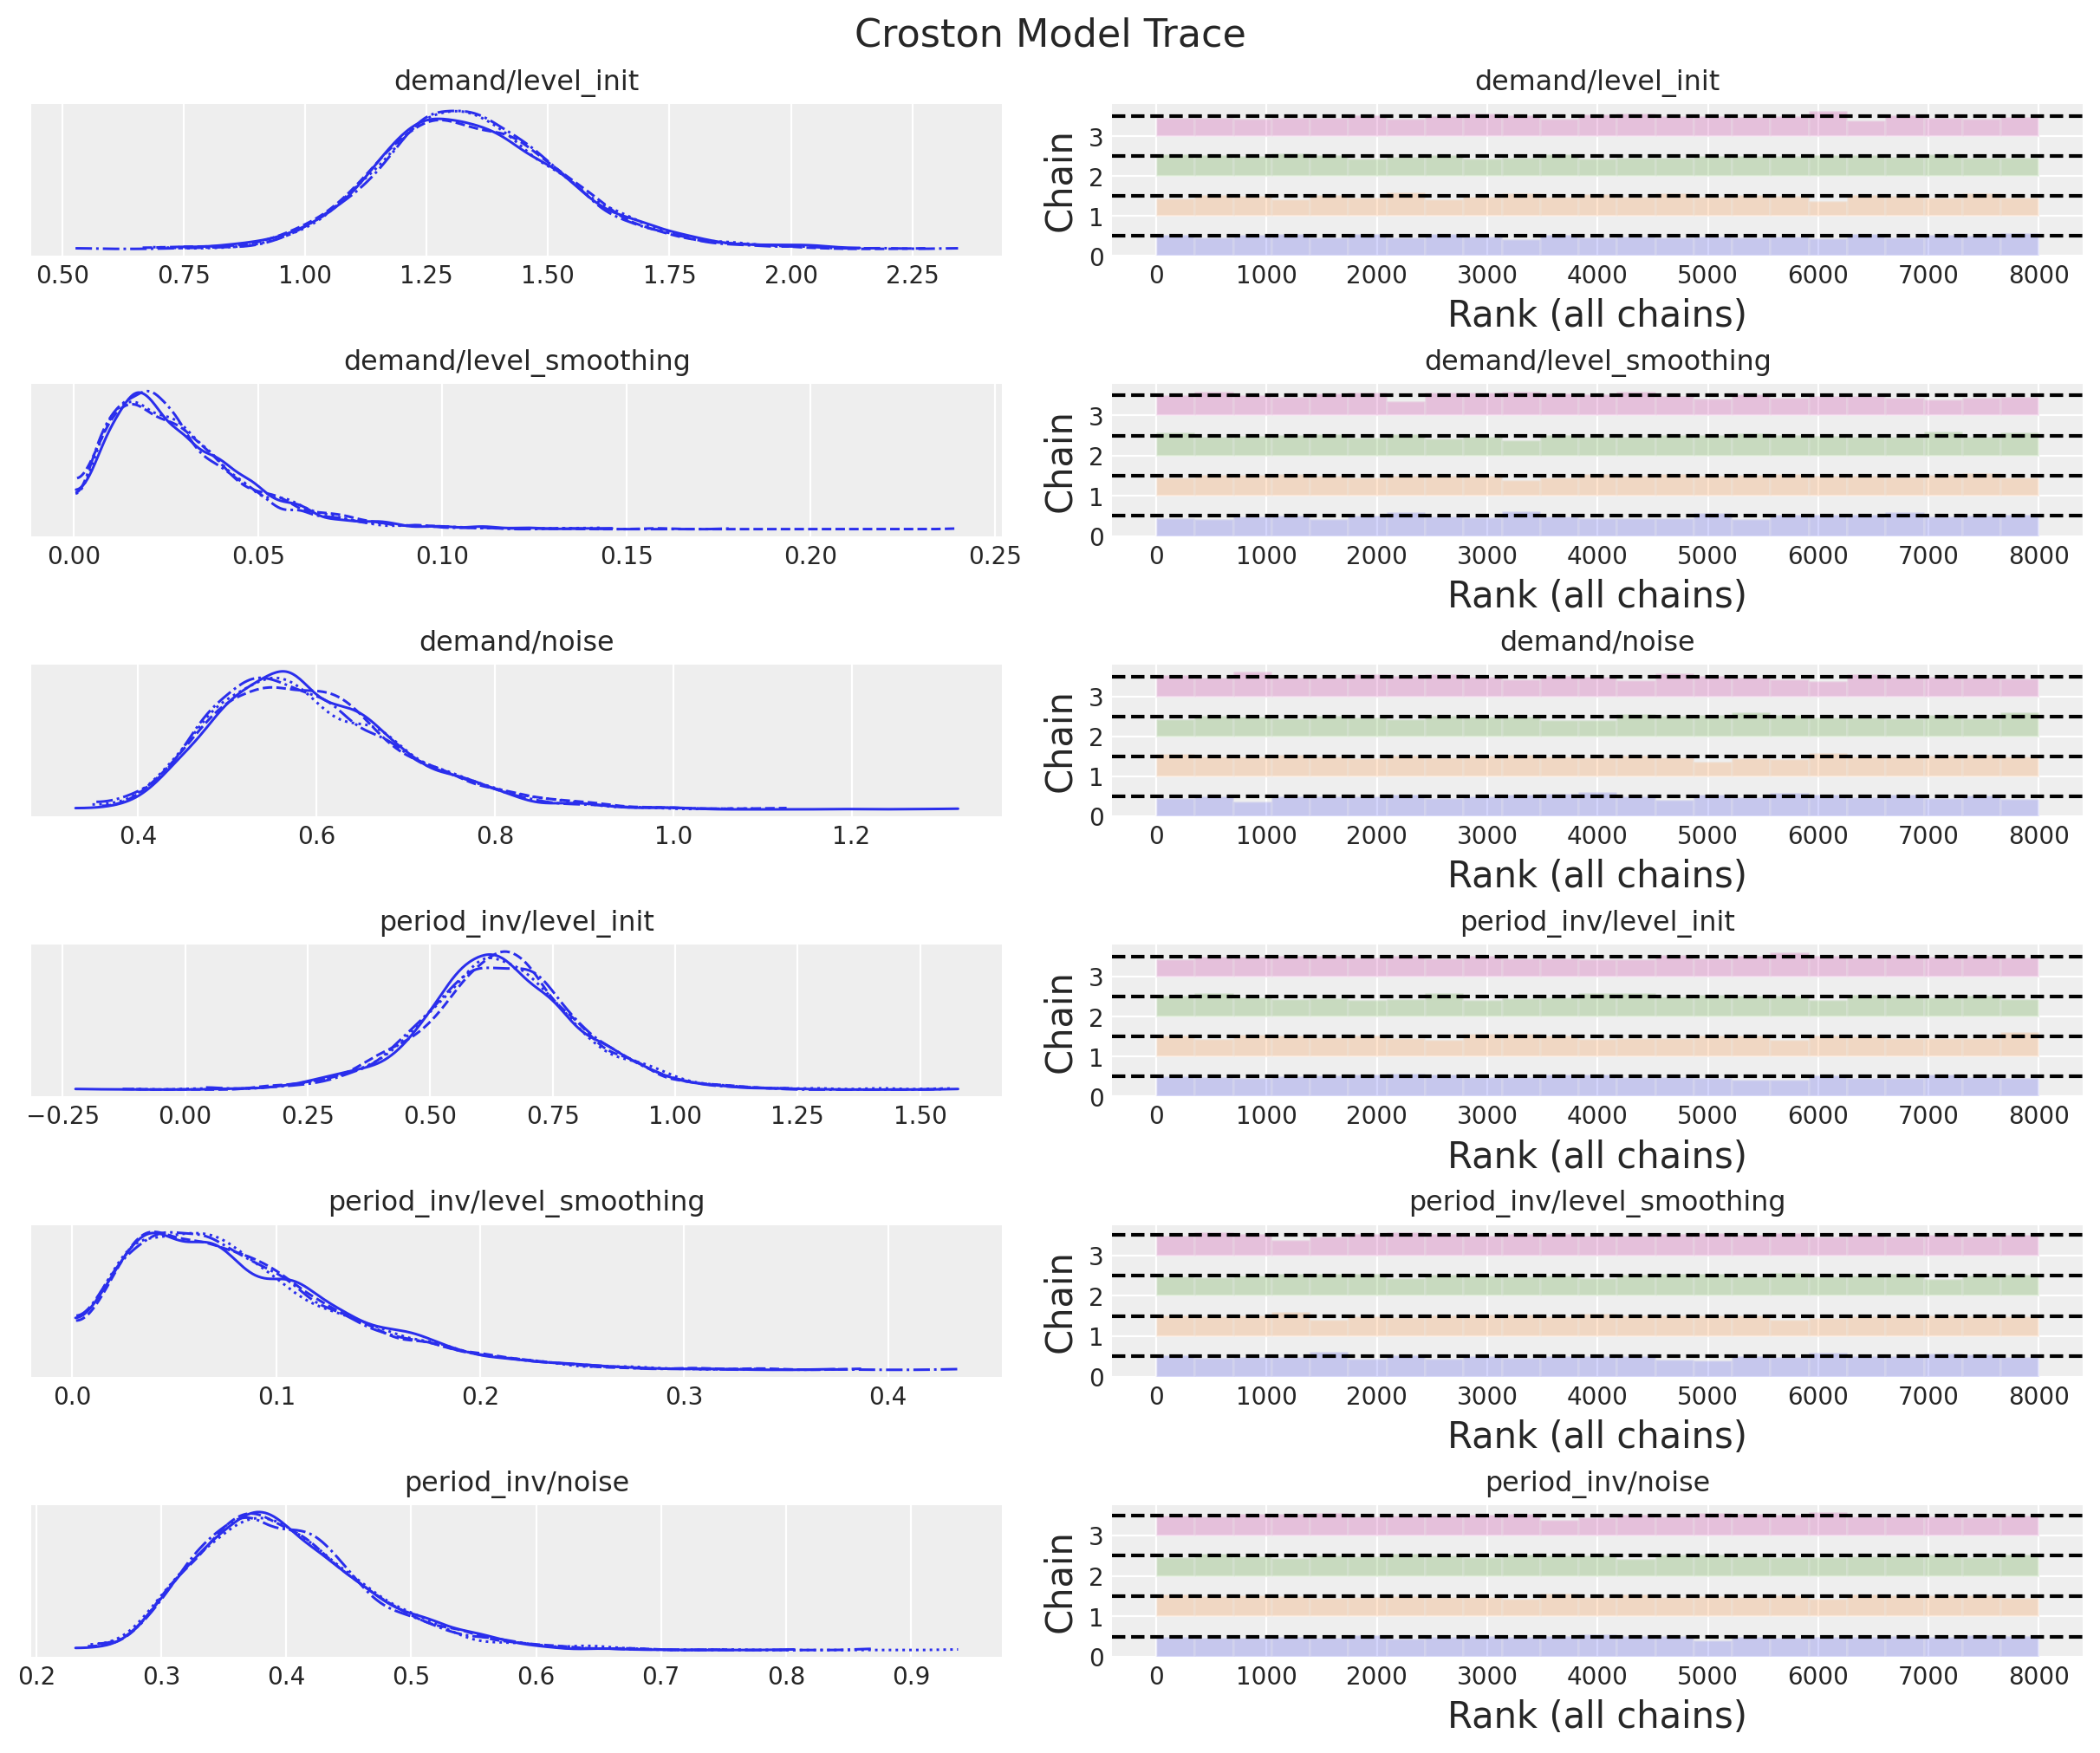 Croston Model Trace
demand/level_init
0.50 0.75 1.00 1.25 1.50 1.75 2.00 2.25
demand/level_init
Chain
3
2
1
0
0 1000 2000 3000 4000 5000 6000 7000 8000
Rank (all chains)
demand/level_smoothing
0.00 0.05 0.10 0.15 0.20 0.25
demand/level_smoothing
Chain
3
2
1
0
0 1000 2000 3000 4000 5000 6000 7000 8000
Rank (all chains)
demand/noise
0.4 0.6 0.8 1.0 1.2
demand/noise
Chain
3
2
1
0
0 1000 2000 3000 4000 5000 6000 7000 8000
Rank (all chains)
period_inv/level_init
−0.25 0.00 0.25 0.50 0.75 1.00 1.25 1.50
period_inv/level_init
Chain
3
2
1
0
0 1000 2000 3000 4000 5000 6000 7000 8000
Rank (all chains)
period_inv/level_smoothing
0.0 0.1 0.2 0.3 0.4
period_inv/level_smoothing
Chain
3
2
1
0
0 1000 2000 3000 4000 5000 6000 7000 8000
Rank (all chains)
period_inv/noise
0.2 0.3 0.4 0.5 0.6 0.7 0.8 0.9
period_inv/noise
Chain
3
2
1
0
0 1000 2000 3000 4000 5000 6000 7000 8000
Rank (all chains)